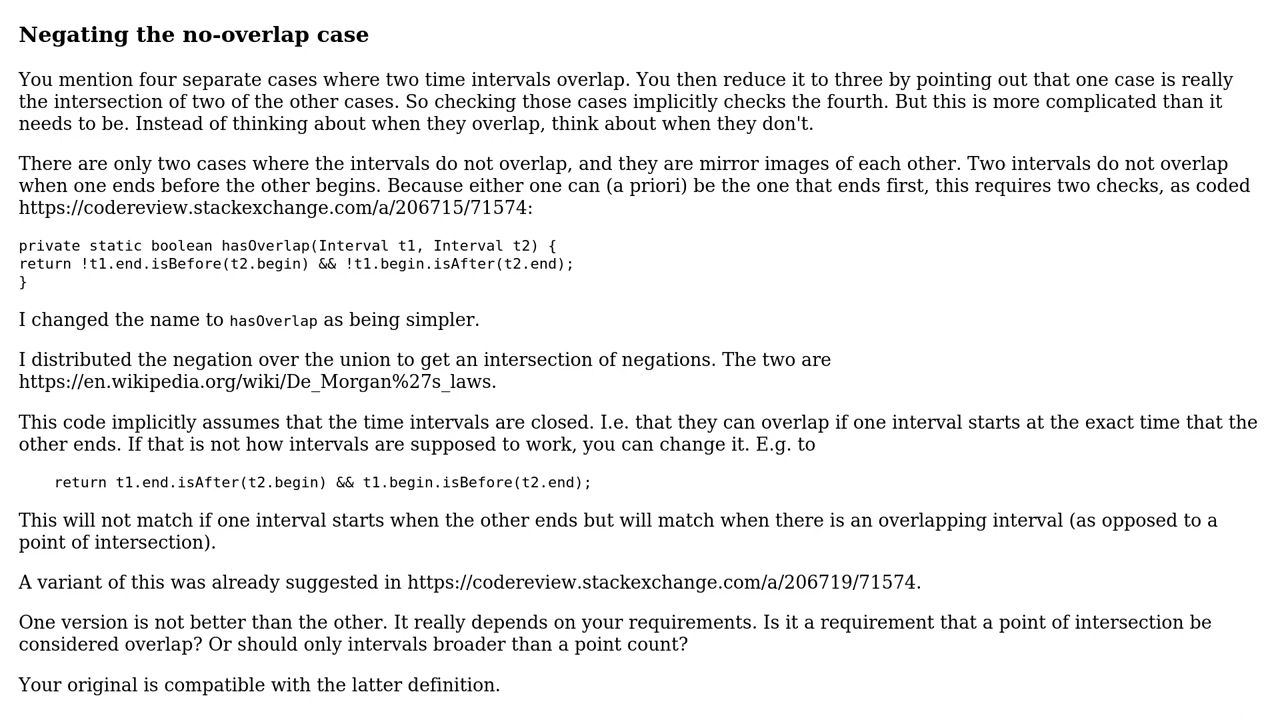 Negating the no-overlap case
You mention four separate cases where two time intervals overlap. You then reduce it to three by pointing out that one case is really
the intersection of two of the other cases. So checking those cases implicitly checks the fourth. But this is more complicated than it
needs to be. Instead of thinking about when they overlap, think about when they don't.
There are only two cases where the intervals do not overlap, and they are mirror images of each other. Two intervals do not overlap
when one ends before the other begins. Because either one can (a priori) be the one that ends first, this requires two checks, as coded
https://codereview.stackexchange.com/a/206715/71574:
private static boolean hasOverlap(Interval t1, Interval t2) {
return !t1.end.isBefore(t2.begin) && !t1.begin.isAfter(t2.end);
}
I changed the name to hasOverlap as being simpler.
I distributed the negation over the union to get an intersection of negations. The two are
https://en.wikipedia.org/wiki/De_Morgan%27s_laws.
This code implicitly assumes that the time intervals are closed. I.e. that they can overlap if one interval starts at the exact time that the
other ends. If that is not how intervals are supposed to work, you can change it. E.g. to
return t1.end.isAfter(t2.begin) && t1.begin.isBefore(t2.end);
This will not match if one interval starts when the other ends but will match when there is an overlapping interval (as opposed to a
point of intersection).
A variant of this was already suggested in https://codereview.stackexchange.com/a/206719/71574.
One version is not better than the other. It really depends on your requirements. Is it a requirement that a point of intersection be
considered overlap? Or should only intervals broader than a point count?
Your original is compatible with the latter definition.